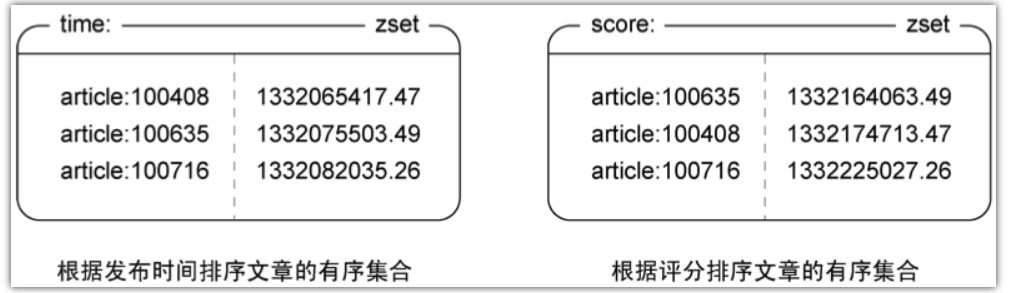 time: zset
article:100408 1332065417.47
article:100635 1332075503.49
article:100716 1332082035.26
根据发布时间排序文章的有序集合
score: zset
article:100635 1332164063.49
article:100408 1332174713.47
article:100716 1332225027.26
根据评分排序文章的有序集合